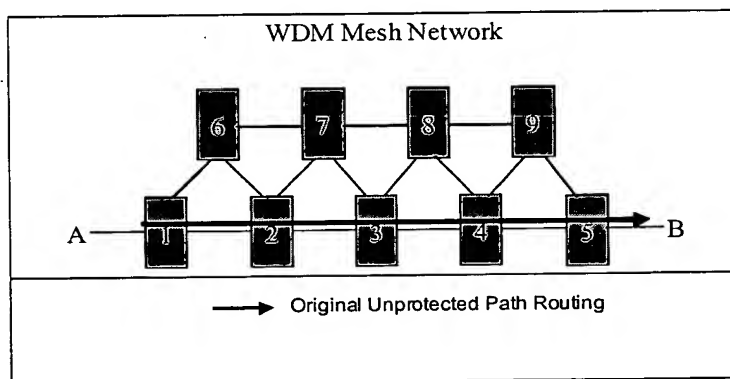 WDM Mesh Network
6 7 8 9
A 1 2 3 4 5 B
Original Unprotected Path Routing